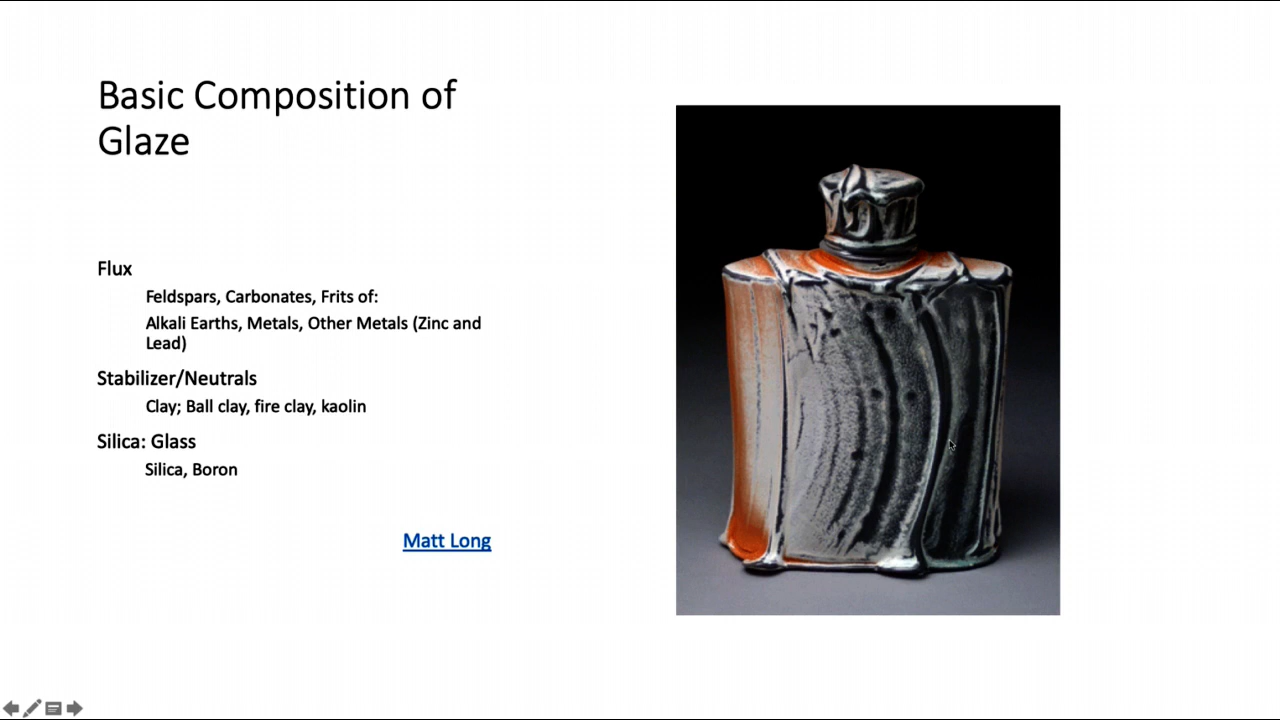 Basic Composition of
Glaze
Flux
Feldspars, Carbonates, Frits of:
Alkali Earths, Metals, Other Metals (Zinc and
Lead)
Stabilizer/Neutrals
Clay; Ball clay, fire clay, kaolin
Silica: Glass
Silica, Boron
Matt Long